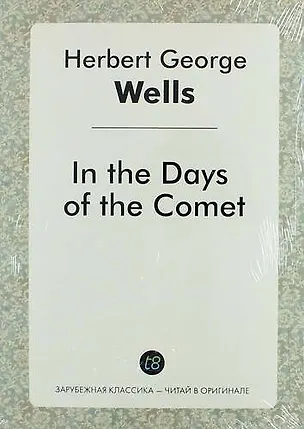 Herbert George
Wells
In the Days
of the Comet
t8
ЗАРУБЕЖНАЯ КЛАССИКА — ЧИТАЙ В ОРИГИНАЛЕ